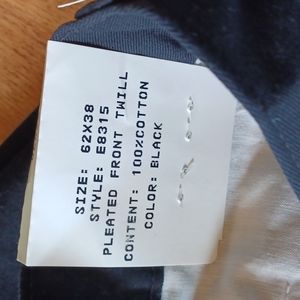 SIZE: 62X38
STYLE: E8315
PLEATED FRONT TWILL
CONTENT: 100%COTTON
COLOR: BLACK